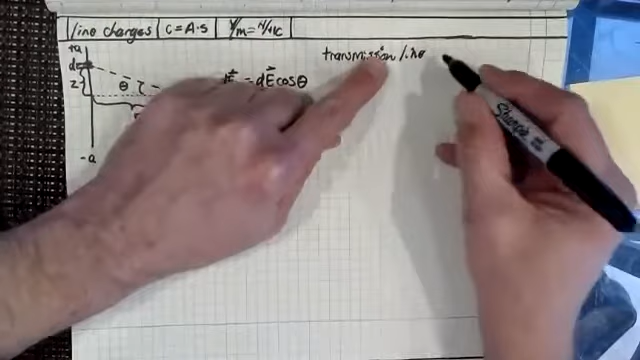 line charges C = A·s V/m = N/C
+a
transmission line
dE cosθ
z
θ
-a
Sharpie